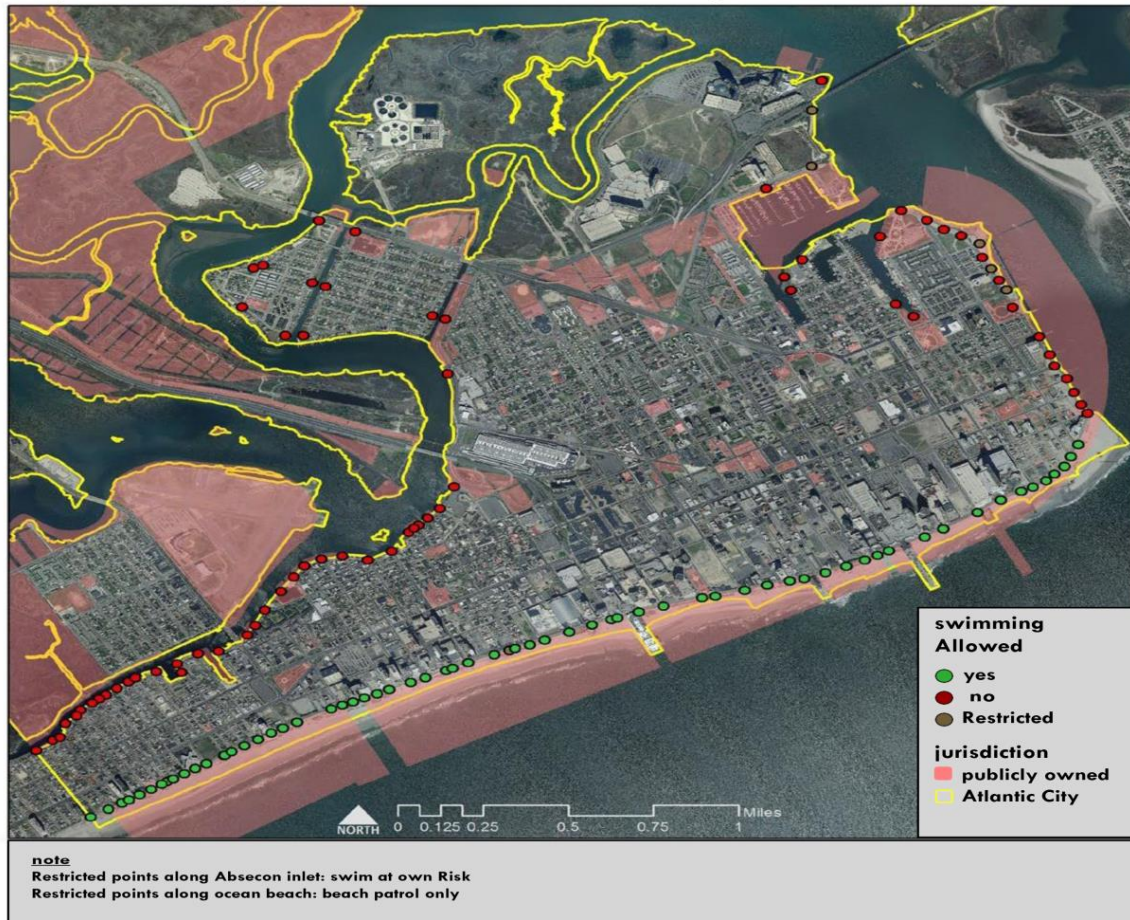 swimming
Allowed
yes
no
Restricted
jurisdiction
publicly owned
Atlantic City
NORTH
0 0.125 0.25 0.5 0.75 1
Miles
note
Restricted points along Absecon inlet: swim at own Risk
Restricted points along ocean beach: beach patrol only